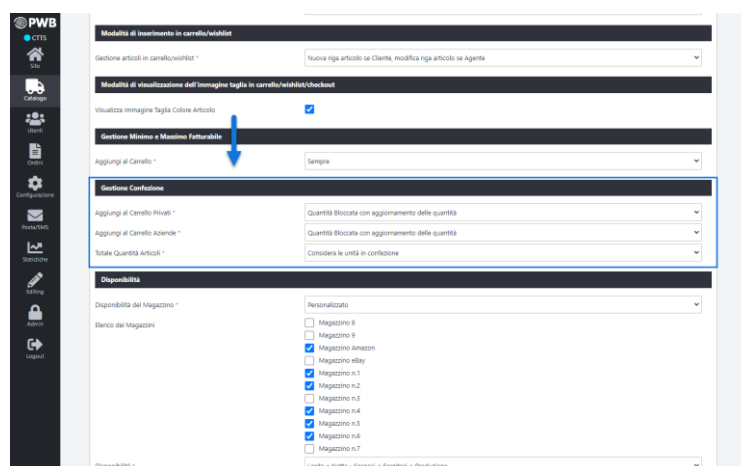 PWB
CTTS
Sito
Catalogo
Utenti
Ordini
Configurazione
Posta/SMS
Statistiche
Editing
Admin
Logout
Modalità di inserimento in carrello/wishlist
Gestione articoli in carrello/wishlist *
Nuova riga articolo se Cliente, modifica riga articolo se Agente
Modalità di visualizzazione dell'immagine taglia in carrello/wishlist/checkout
Visualizza Immagine Taglia Colore Articolo
Gestione Minimo e Massimo Fatturabile
Aggiungi al Carrello *
Sempre
Gestione Confezione
Aggiungi al Carrello Privati *
Quantità Bloccata con aggiornamento delle quantità
Aggiungi al Carrello Aziende *
Quantità Bloccata con aggiornamento delle quantità
Totale Quantità Articoli *
Considera le unità in confezione
Disponibilità
Disponibilità del Magazzino *
Personalizzato
Elenco dei Magazzini
Magazzino 8
Magazzino 9
Magazzino Amazon
Magazzino eBay
Magazzino n.1
Magazzino n.2
Magazzino n.3
Magazzino n.4
Magazzino n.5
Magazzino n.6
Magazzino n.7